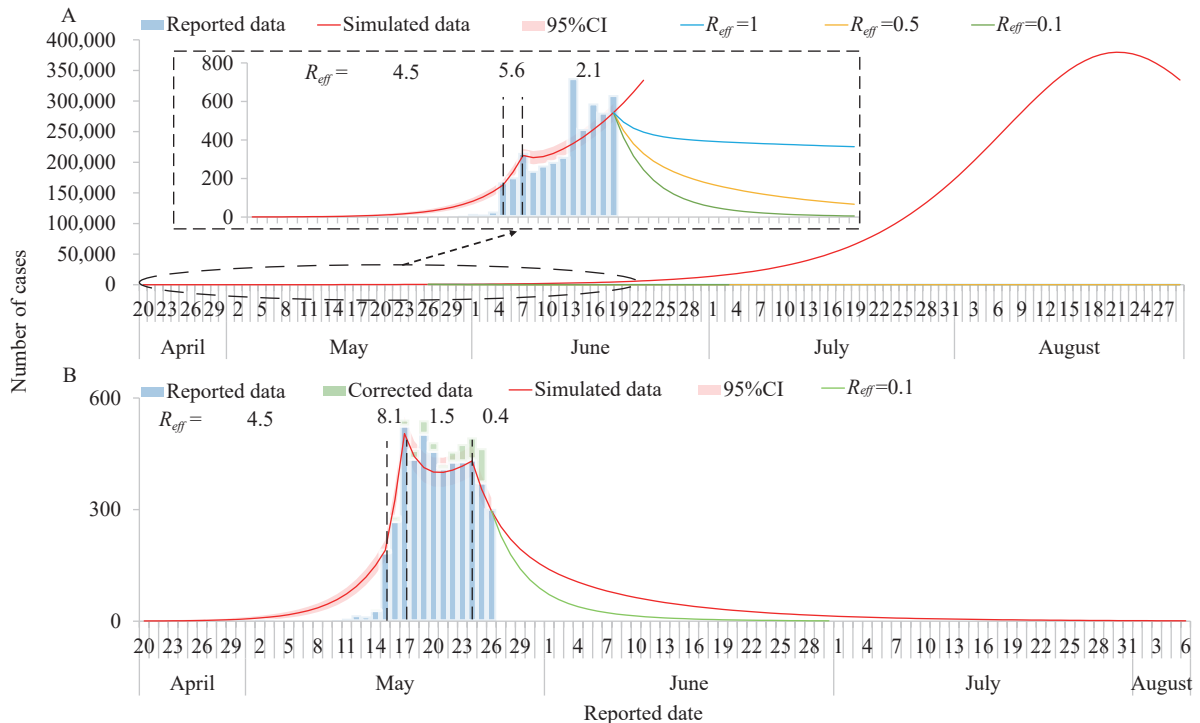 A
Reported data Simulated data 95%CI Reff=1 Reff=0.5 Reff=0.1
400,000
350,000
300,000
250,000
200,000
150,000
100,000
50,000
0
Number of cases
Reff = 4.5 5.6 2.1
800
600
400
200
0
20 23 26 29 2 5 8 11 14 17 20 23 26 29 1 4 7 10 13 16 19 22 25 28 1 4 7 10 13 16 19 22 25 28 31 3 6 9 12 15 18 21 24 27
April May June July August
B
Reported data Corrected data Simulated data 95%CI Reff=0.1
Reff = 4.5 8.1 1.5 0.4
600
300
0
20 23 26 29 2 5 8 11 14 17 20 23 26 29 1 4 7 10 13 16 19 22 25 28 1 4 7 10 13 16 19 22 25 28 31 3 6
April May June July August
Reported date